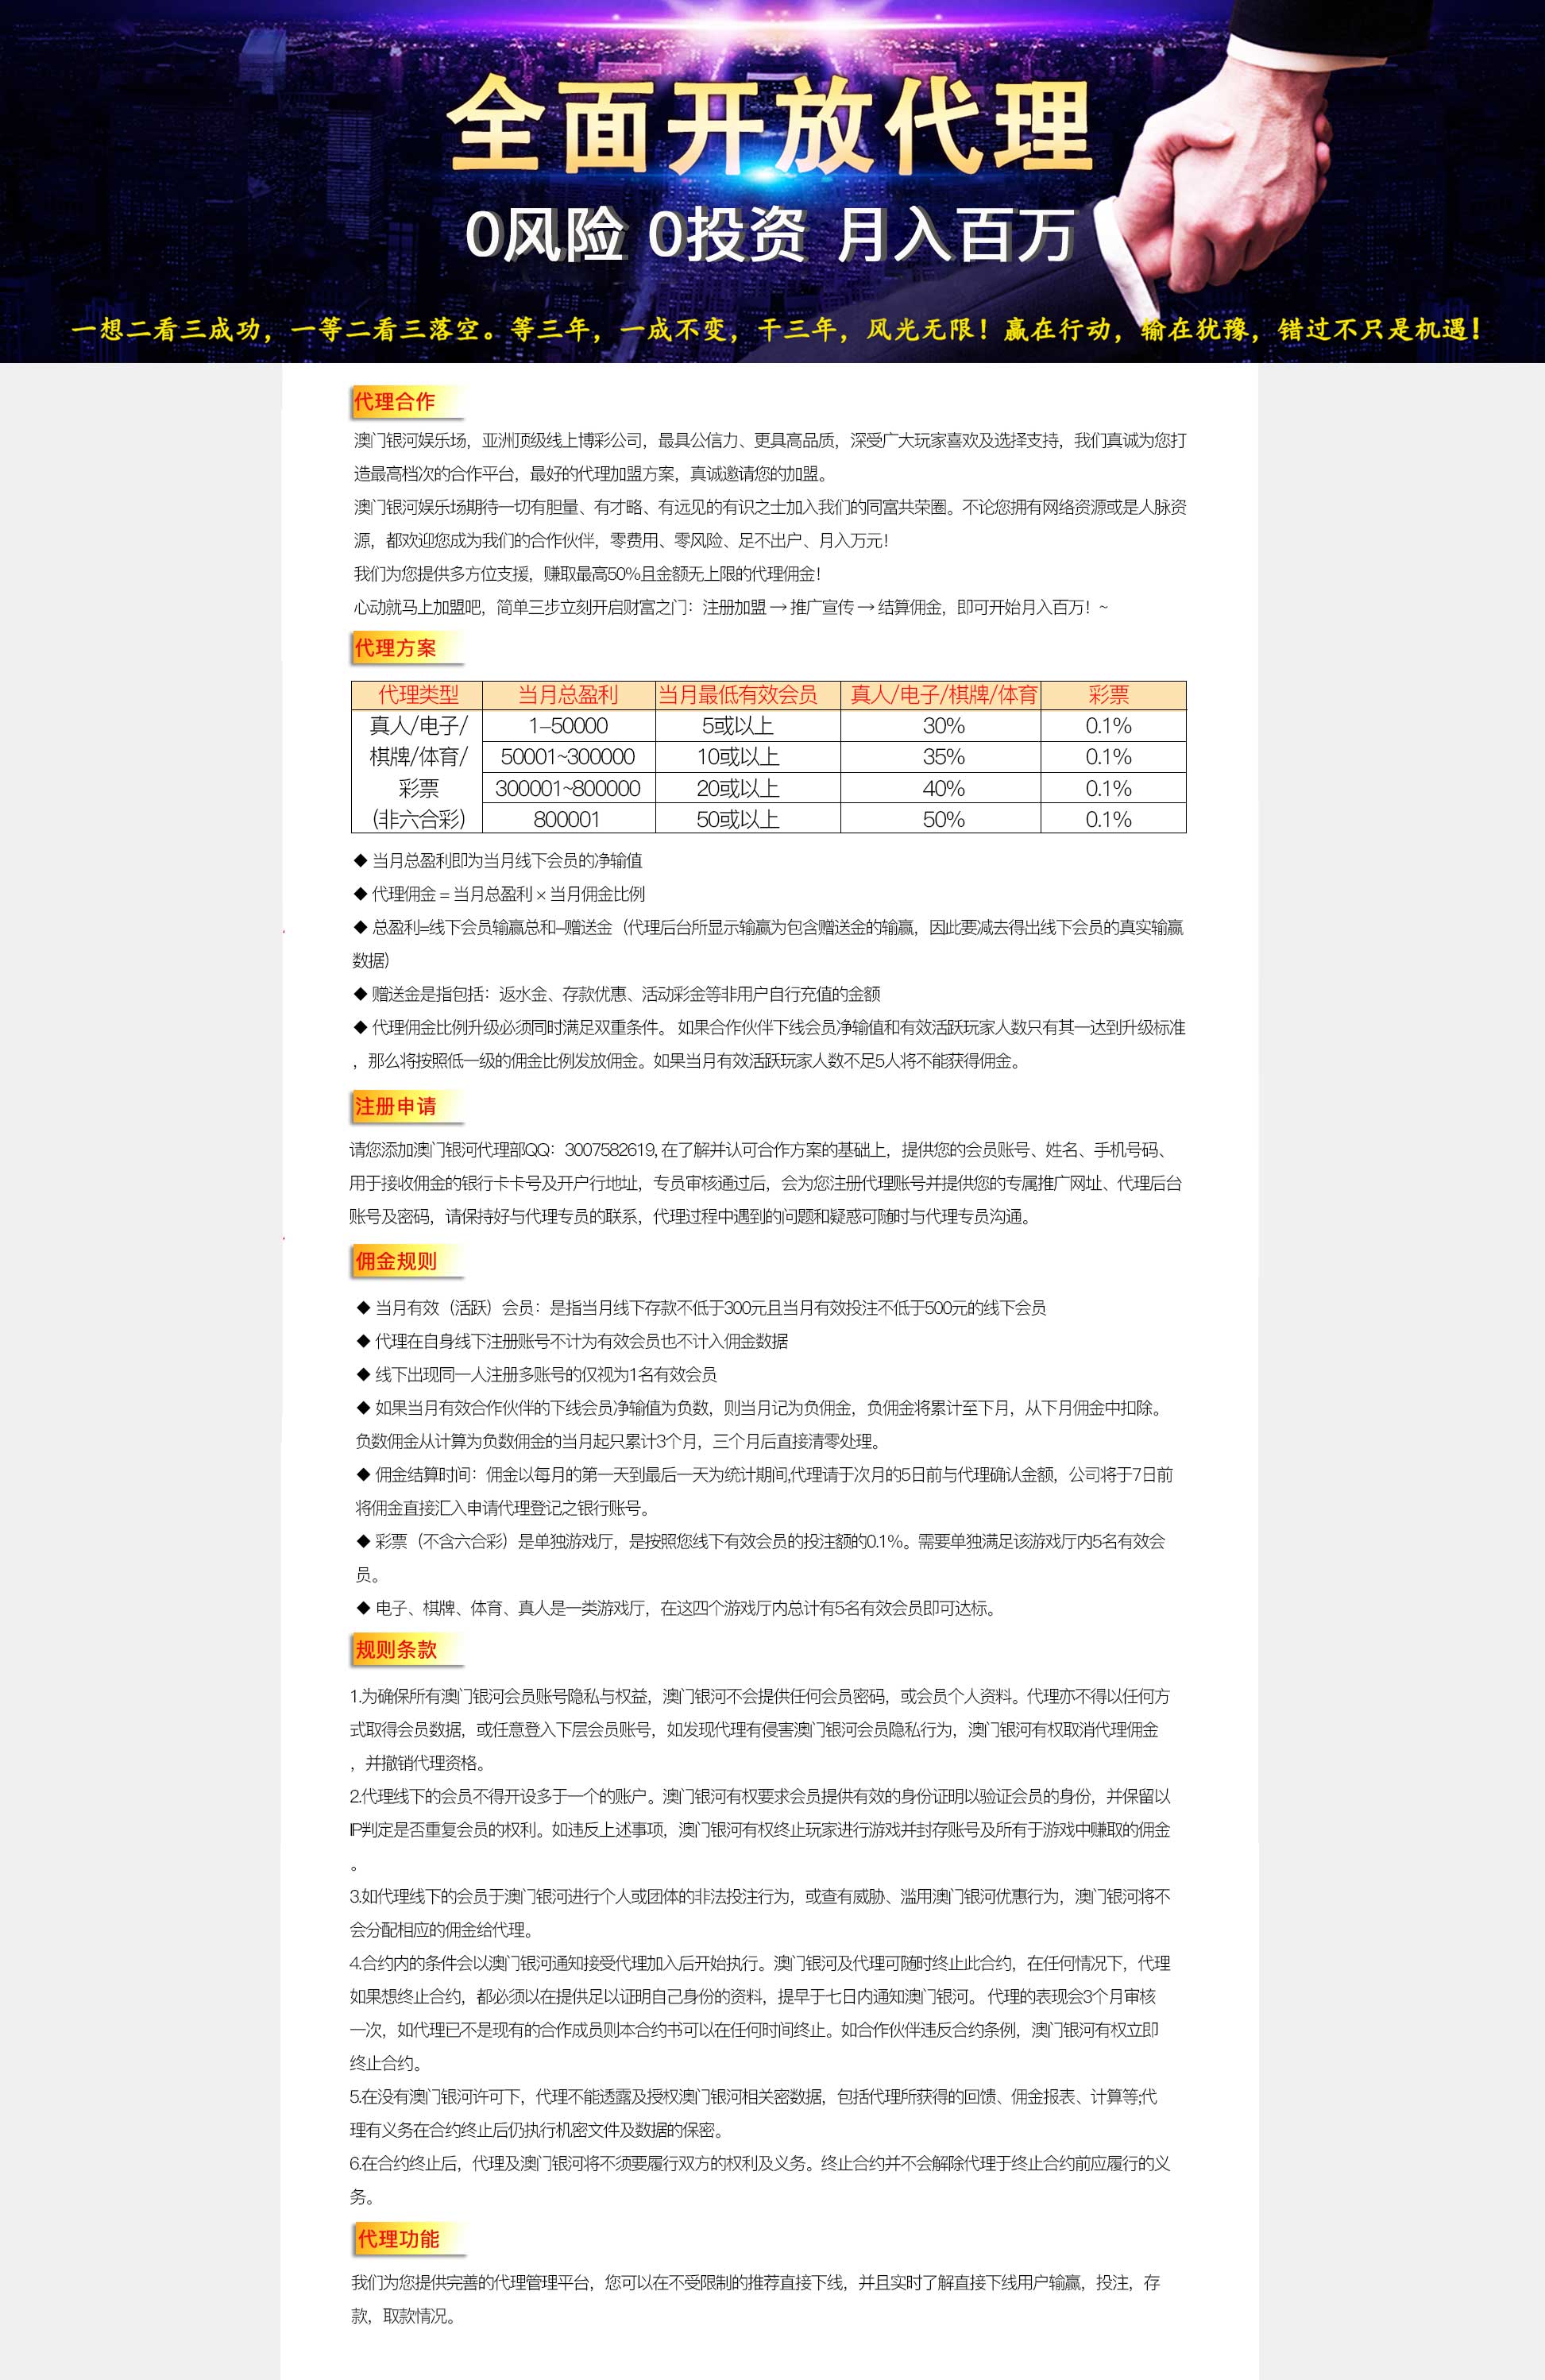 全面开放代理
0风险 0投资 月入百万
一想二看三成功，一等二看三落空。等三年，一成不变，干三年，风光无限！赢在行动，输在犹豫，错过不只是机遇！
代理合作
澳门银河娱乐场，亚洲顶级线上博彩公司，最具公信力、更具高品质，深受广大玩家喜欢及选择支持，我们真诚为您打
造最高档次的合作平台，最好的代理加盟方案，真诚邀请您的加盟。
澳门银河娱乐场期待一切有胆量、有才略、有远见的有识之士加入我们的同富共荣圈。不论您拥有网络资源或是人脉资
源，都欢迎您成为我们的合作伙伴，零费用、零风险、足不出户、月入万元！
我们为您提供多方位支援，赚取最高50%且金额无上限的代理佣金！
心动就马上加盟吧，简单三步立刻开启财富之门：注册加盟 → 推广宣传 → 结算佣金，即可开始月入百万！~
代理方案
代理类型 当月总盈利 当月最低有效会员 真人/电子/棋牌/体育 彩票
真人/电子/ 1-50000 5或以上 30% 0.1%
棋牌/体育/ 50001~300000 10或以上 35% 0.1%
彩票 300001~800000 20或以上 40% 0.1%
(非六合彩) 800001 50或以上 50% 0.1%
◆ 当月总盈利即为当月线下会员的净输值
◆ 代理佣金 = 当月总盈利 × 当月佣金比例
◆ 总盈利=线下会员输赢总和-赠送金（代理后台所显示输赢为包含赠送金的输赢，因此要减去得出线下会员的真实输赢
数据）
◆ 赠送金是指包括：返水金、存款优惠、活动彩金等非用户自行充值的金额
◆ 代理佣金比例升级必须同时满足双重条件。 如果合作伙伴下线会员净输值和有效活跃玩家人数只有其一达到升级标准
，那么将按照低一级的佣金比例发放佣金。如果当月有效活跃玩家人数不足5人将不能获得佣金。
注册申请
请您添加澳门银河代理部QQ：3007582619, 在了解并认可合作方案的基础上，提供您的会员账号、姓名、手机号码、
用于接收佣金的银行卡卡号及开户行地址，专员审核通过后，会为您注册代理账号并提供您的专属推广网址、代理后台
账号及密码，请保持好与代理专员的联系，代理过程中遇到的问题和疑惑可随时与代理专员沟通。
佣金规则
◆ 当月有效（活跃）会员：是指当月线下存款不低于300元且当月有效投注不低于500元的线下会员
◆ 代理在自身线下注册账号不计为有效会员也不计入佣金数据
◆ 线下出现同一人注册多账号的仅视为1名有效会员
◆ 如果当月有效合作伙伴的下线会员净输值为负数，则当月记为负佣金，负佣金将累计至下月，从下月佣金中扣除。
负数佣金从计算为负数佣金的当月起只累计3个月，三个月后直接清零处理。
◆ 佣金结算时间：佣金以每月的第一天到最后一天为统计期间,代理请于次月的5日前与代理确认金额，公司将于7日前
将佣金直接汇入申请代理登记之银行账号。
◆ 彩票（不含六合彩）是单独游戏厅，是按照您线下有效会员的投注额的0.1%。需要单独满足该游戏厅内5名有效会
员。
◆ 电子、棋牌、体育、真人是一类游戏厅，在这四个游戏厅内总计有5名有效会员即可达标。
规则条款
1.为确保所有澳门银河会员账号隐私与权益，澳门银河不会提供任何会员密码，或会员个人资料。代理亦不得以任何方
式取得会员数据，或任意登入下层会员账号，如发现代理有侵害澳门银河会员隐私行为，澳门银河有权取消代理佣金
，并撤销代理资格。
2.代理线下的会员不得开设多于一个的账户。澳门银河有权要求会员提供有效的身份证明以验证会员的身份，并保留以
IP判定是否重复会员的权利。如违反上述事项，澳门银河有权终止玩家进行游戏并封存账号及所有于游戏中赚取的佣金
。
3.如代理线下的会员于澳门银河进行个人或团体的非法投注行为，或查有威胁、滥用澳门银河优惠行为，澳门银河将不
会分配相应的佣金给代理。
4.合约内的条件会以澳门银河通知接受代理加入后开始执行。澳门银河及代理可随时终止此合约，在任何情况下，代理
如果想终止合约，都必须以在提供足以证明自己身份的资料，提早于七日内通知澳门银河。 代理的表现会3个月审核
一次，如代理已不是现有的合作成员则本合约书可以在任何时间终止。如合作伙伴违反合约条例，澳门银河有权立即
终止合约。
5.在没有澳门银河许可下，代理不能透露及授权澳门银河相关密数据，包括代理所获得的回馈、佣金报表、计算等;代
理有义务在合约终止后仍执行机密文件及数据的保密。
6.在合约终止后，代理及澳门银河将不须要履行双方的权利及义务。终止合约并不会解除代理于终止合约前应履行的义
务。
代理功能
我们为您提供完善的代理管理平台，您可以在不受限制的推荐直接下线，并且实时了解直接下线用户输赢，投注，存
款，取款情况。